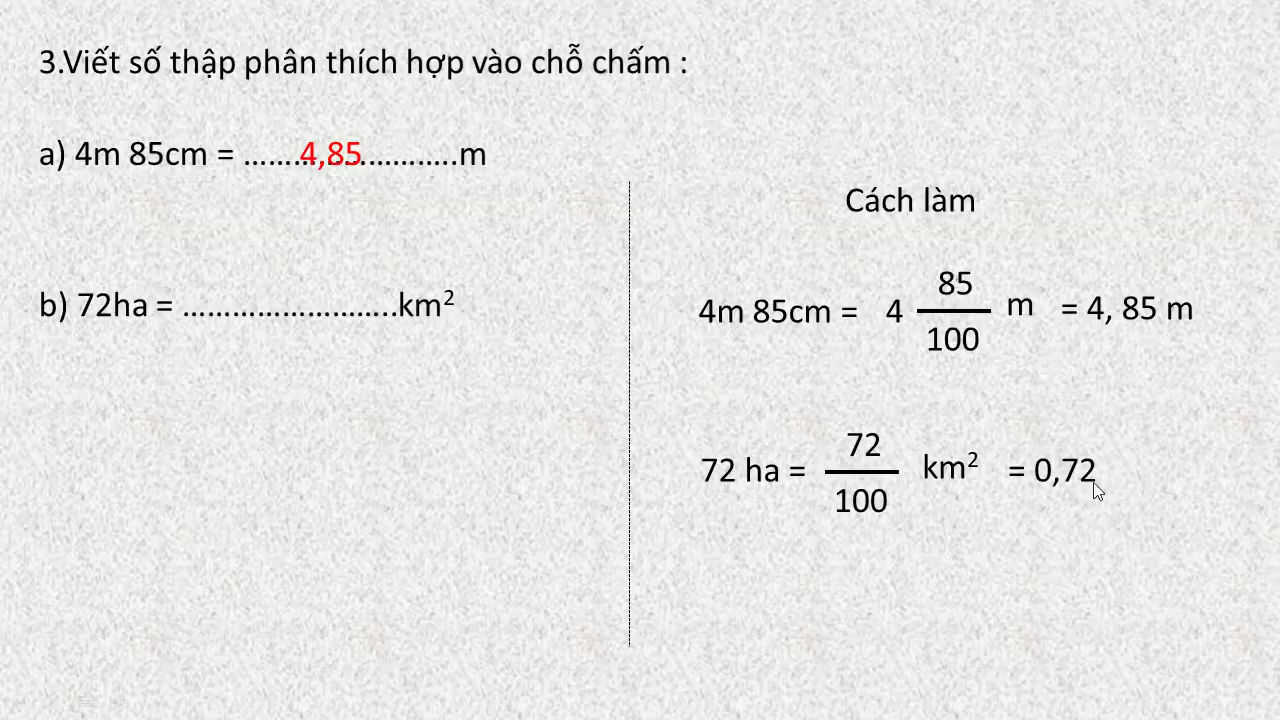 3.Viết số thập phân thích hợp vào chỗ chấm :
a) 4m 85cm = ……4,85…………….m
b) 72ha = ……………………..km²
Cách làm
4m 85cm = 4 85/100 m = 4, 85 m
72 ha = 72/100 km² = 0,72